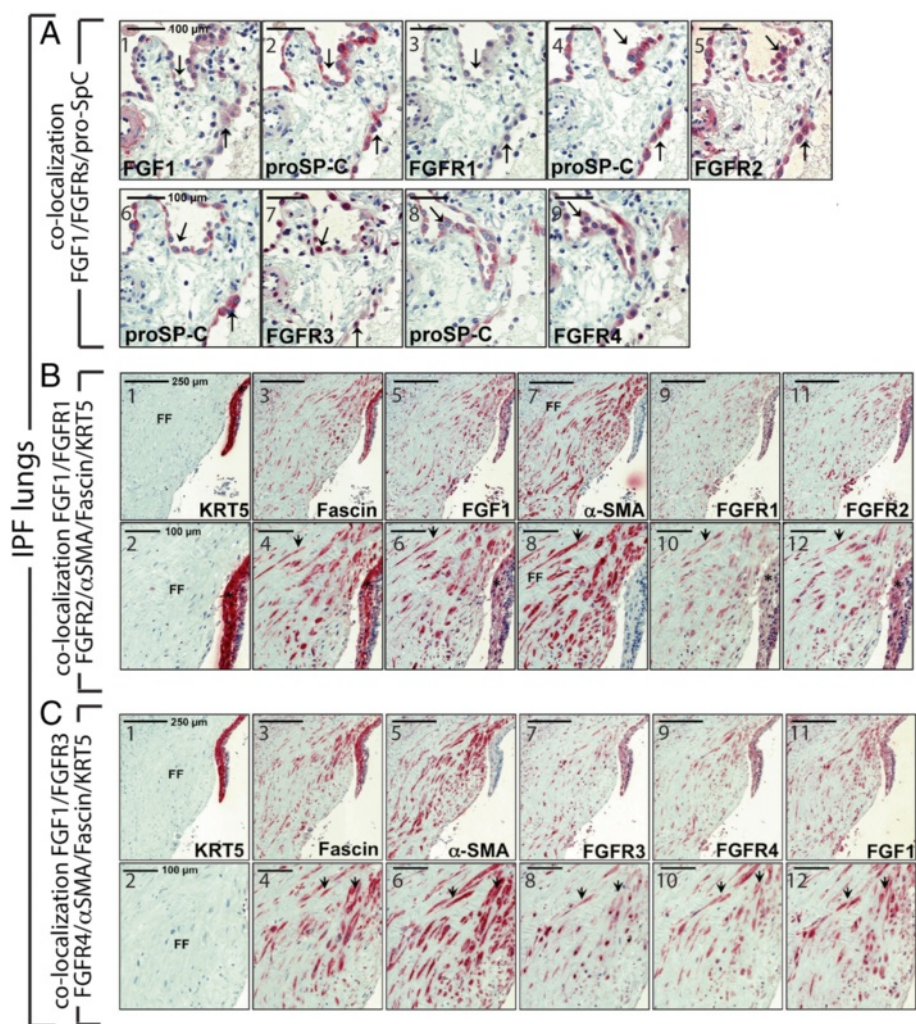 IPF lungs
A
co-localization
FGF1/FGFRs/pro-SpC
1
100 µm
FGF1
2
proSP-C
3
FGFR1
4
proSP-C
5
FGFR2
6
100 µm
proSP-C
7
FGFR3
8
proSP-C
9
FGFR4
B
co-localization FGF1/FGFR1
FGFR2/αSMA/Fascin/KRT5
1
250 µm
FF
KRT5
3
Fascin
5
FGF1
7
FF
α-SMA
9
FGFR1
11
FGFR2
2
100 µm
FF
*
4
*
6
*
8
FF
10
*
12
*
C
co-localization FGF1/FGFR3
FGFR4/αSMA/Fascin/KRT5
1
250 µm
FF
KRT5
3
Fascin
5
α-SMA
7
FGFR3
9
FGFR4
11
FGF1
2
100 µm
FF
4
6
8
10
12